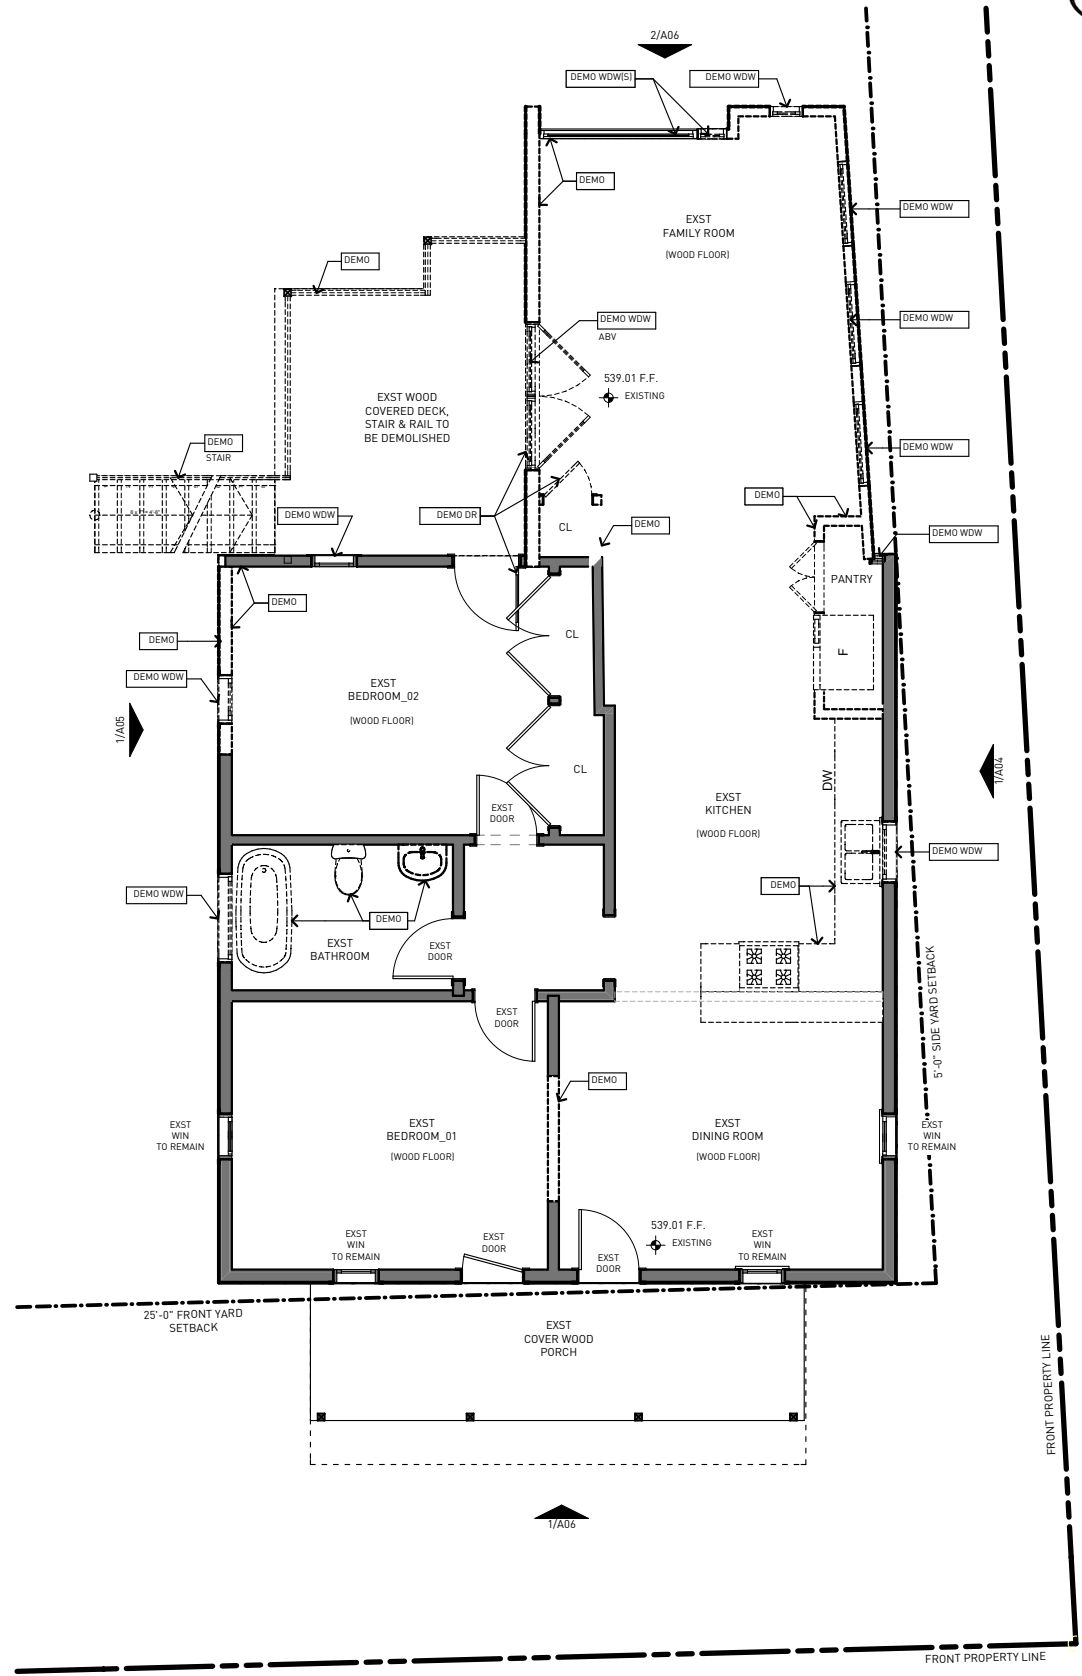 2/A06
DEMO WDW(S)
DEMO WDW
DEMO
DEMO WDW
EXST
FAMILY ROOM
(WOOD FLOOR)
DEMO
DEMO WDW
ABV
DEMO WDW
539.01 F.F.
EXISTING
EXST WOOD
COVERED DECK,
STAIR & RAIL TO
BE DEMOLISHED
DEMO
STAIR
DEMO WDW
DEMO
DEMO WDW
DEMO DR
CL
DEMO
DEMO WDW
PANTRY
DEMO
DEMO
CL
F
DEMO WDW
EXST
BEDROOM_02
(WOOD FLOOR)
1/A05
1/A04
CL
DW
EXST
DOOR
EXST
KITCHEN
(WOOD FLOOR)
DEMO WDW
DEMO WDW
DEMO
DEMO
EXST
BATHROOM
EXST
DOOR
EXST
DOOR
5'-0" SIDE YARD SETBACK
DEMO
EXST
WIN
TO REMAIN
EXST
BEDROOM_01
(WOOD FLOOR)
EXST
DINING ROOM
(WOOD FLOOR)
EXST
WIN
TO REMAIN
EXST
WIN
TO REMAIN
EXST
DOOR
EXST
DOOR
539.01 F.F.
EXISTING
EXST
WIN
TO REMAIN
25'-0" FRONT YARD
SETBACK
EXST
COVER WOOD
PORCH
FRONT PROPERTY LINE
1/A06
FRONT PROPERTY LINE